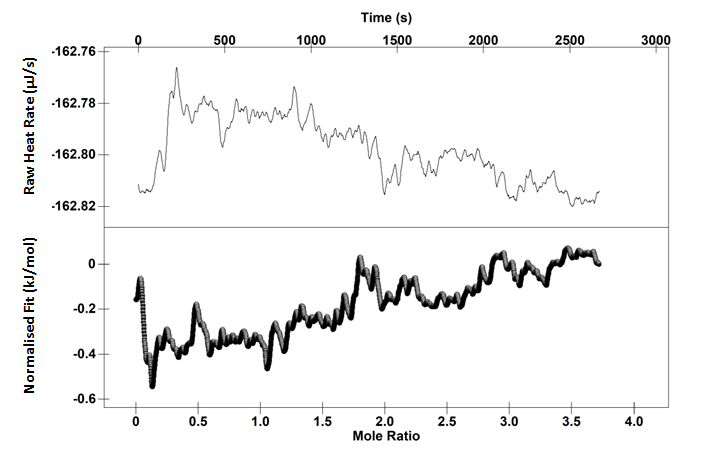 Time (s)
0 500 1000 1500 2000 2500 3000
Raw Heat Rate (µJ/s)
-162.76
-162.78
-162.80
-162.82
Normalised Fit (kJ/mol)
0
-0.2
-0.4
-0.6
0 0.5 1.0 1.5 2.0 2.5 3.0 3.5 4.0
Mole Ratio